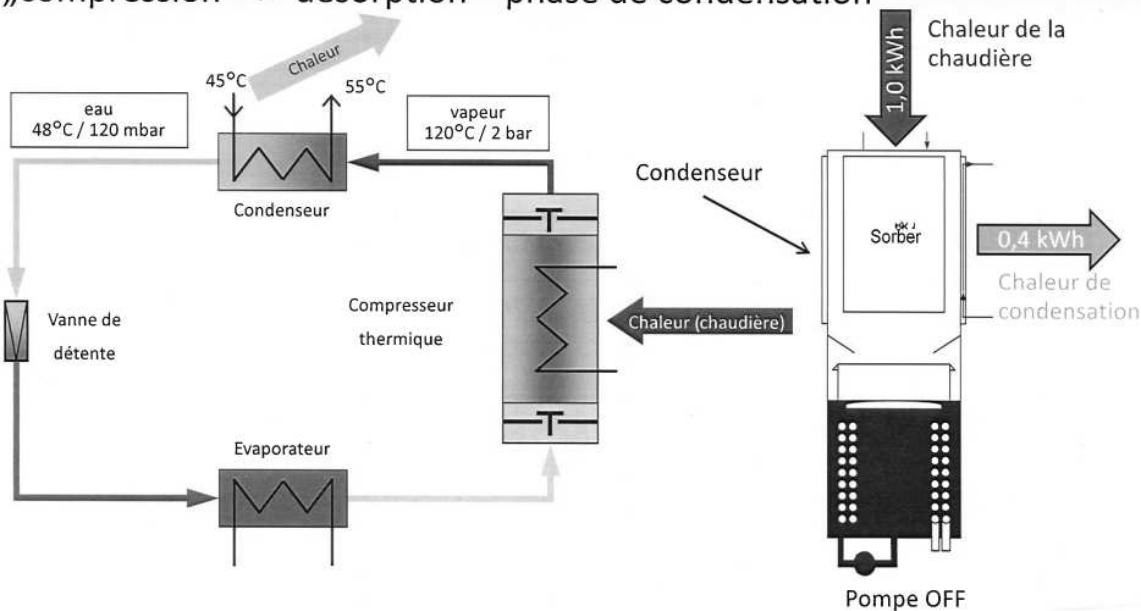 „compression“ <-> désorption – phase de condensation
Chaleur
45°C
55°C
eau
48°C / 120 mbar
vapeur
120°C / 2 bar
Condenseur
Vanne de
détente
Compresseur
thermique
Chaleur (chaudière)
Evaporateur
1,0 kWh
Chaleur de la
chaudière
Condenseur
Sorber
0,4 kWh
Chaleur de
condensation
Pompe OFF